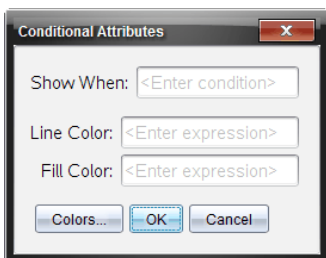 Conditional Attributes
Show When: <Enter condition>
Line Color: <Enter expression>
Fill Color: <Enter expression>
Colors... OK Cancel